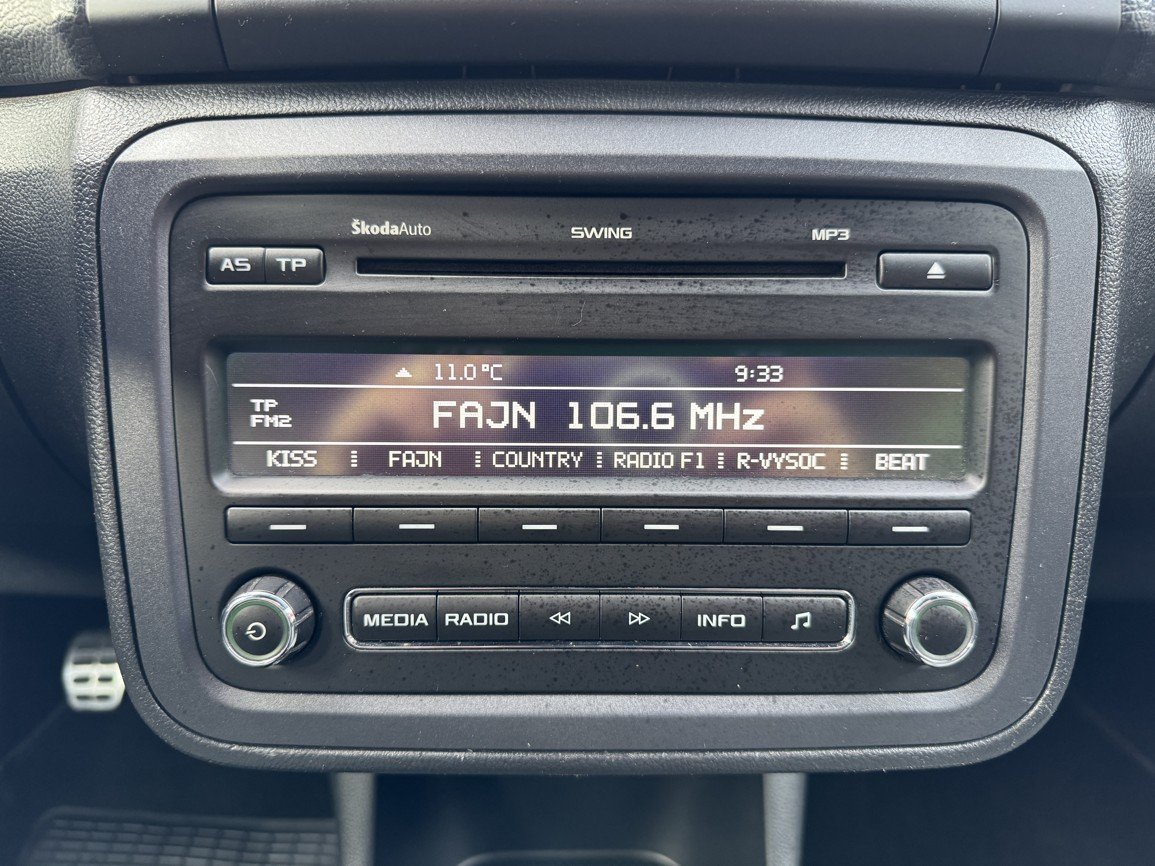 ŠkodaAuto SWING MP3
AS TP
11.0°C 9:33
TP
FM2
FAJN 106.6 MHz
KISS FAJN COUNTRY RADIO F1 R-VYSOC BEAT
MEDIA RADIO INFO